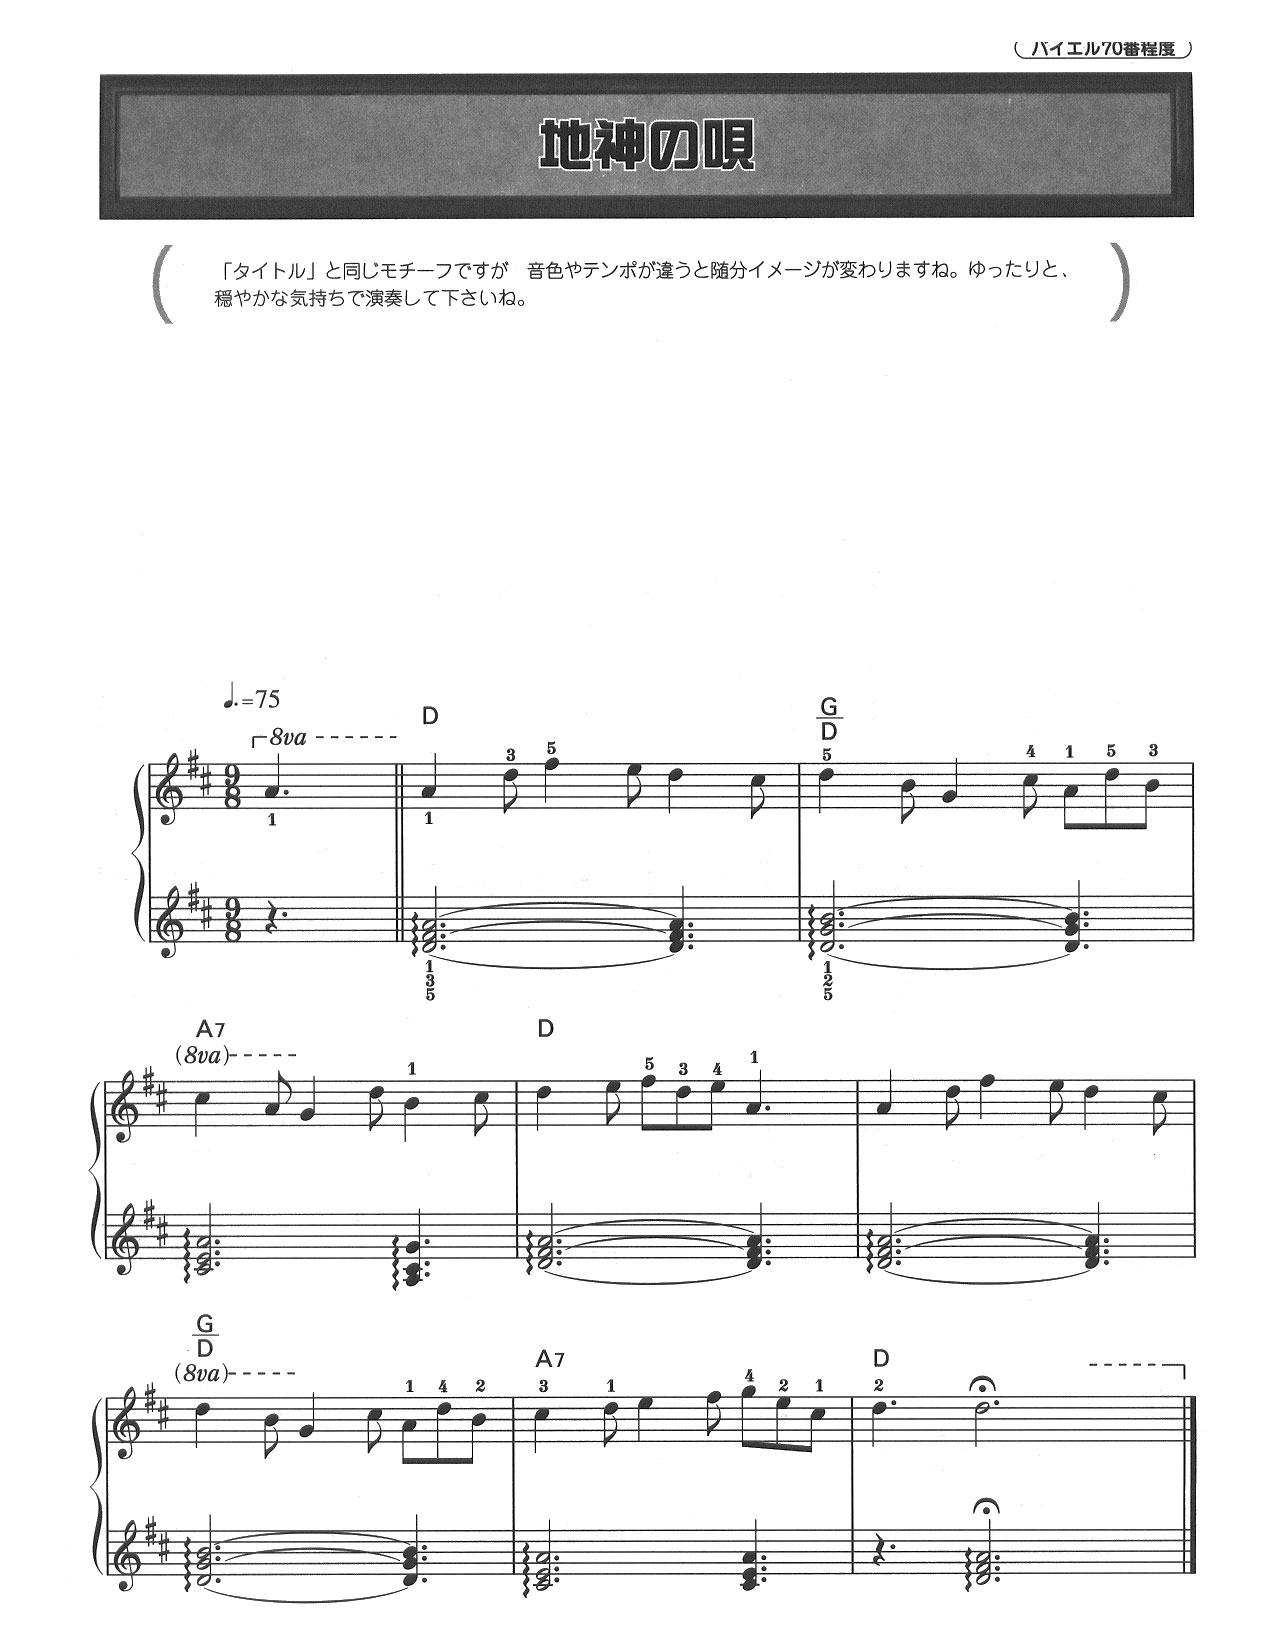 バイエル70番程度
地神の唄
「タイトル」と同じモチーフですが 音色やテンポが違うと随分イメージが変わりますね。ゆったりと、
穏やかな気持ちで演奏して下さいね。
=75
D
G
D
8va
3 5 5 4 1 5 3
9
8
1 1
9
8
1
3
5
1
2
5
A7 D
(8va)
1 5 3 4 1
G
D
A7 D
(8va)
1 4 2 3 1 4 2 1 2